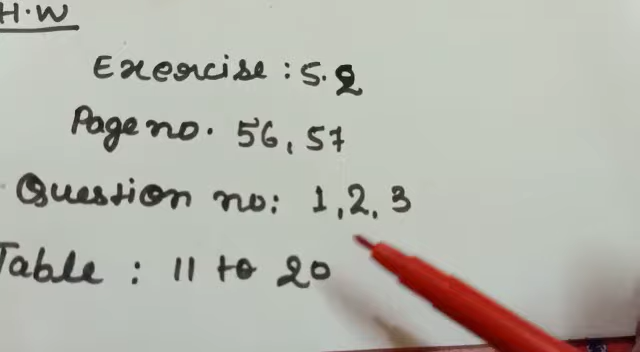 H.W
Exercise : 5.2
Page no. 56, 57
Question no: 1, 2, 3
Table : 11 to 20